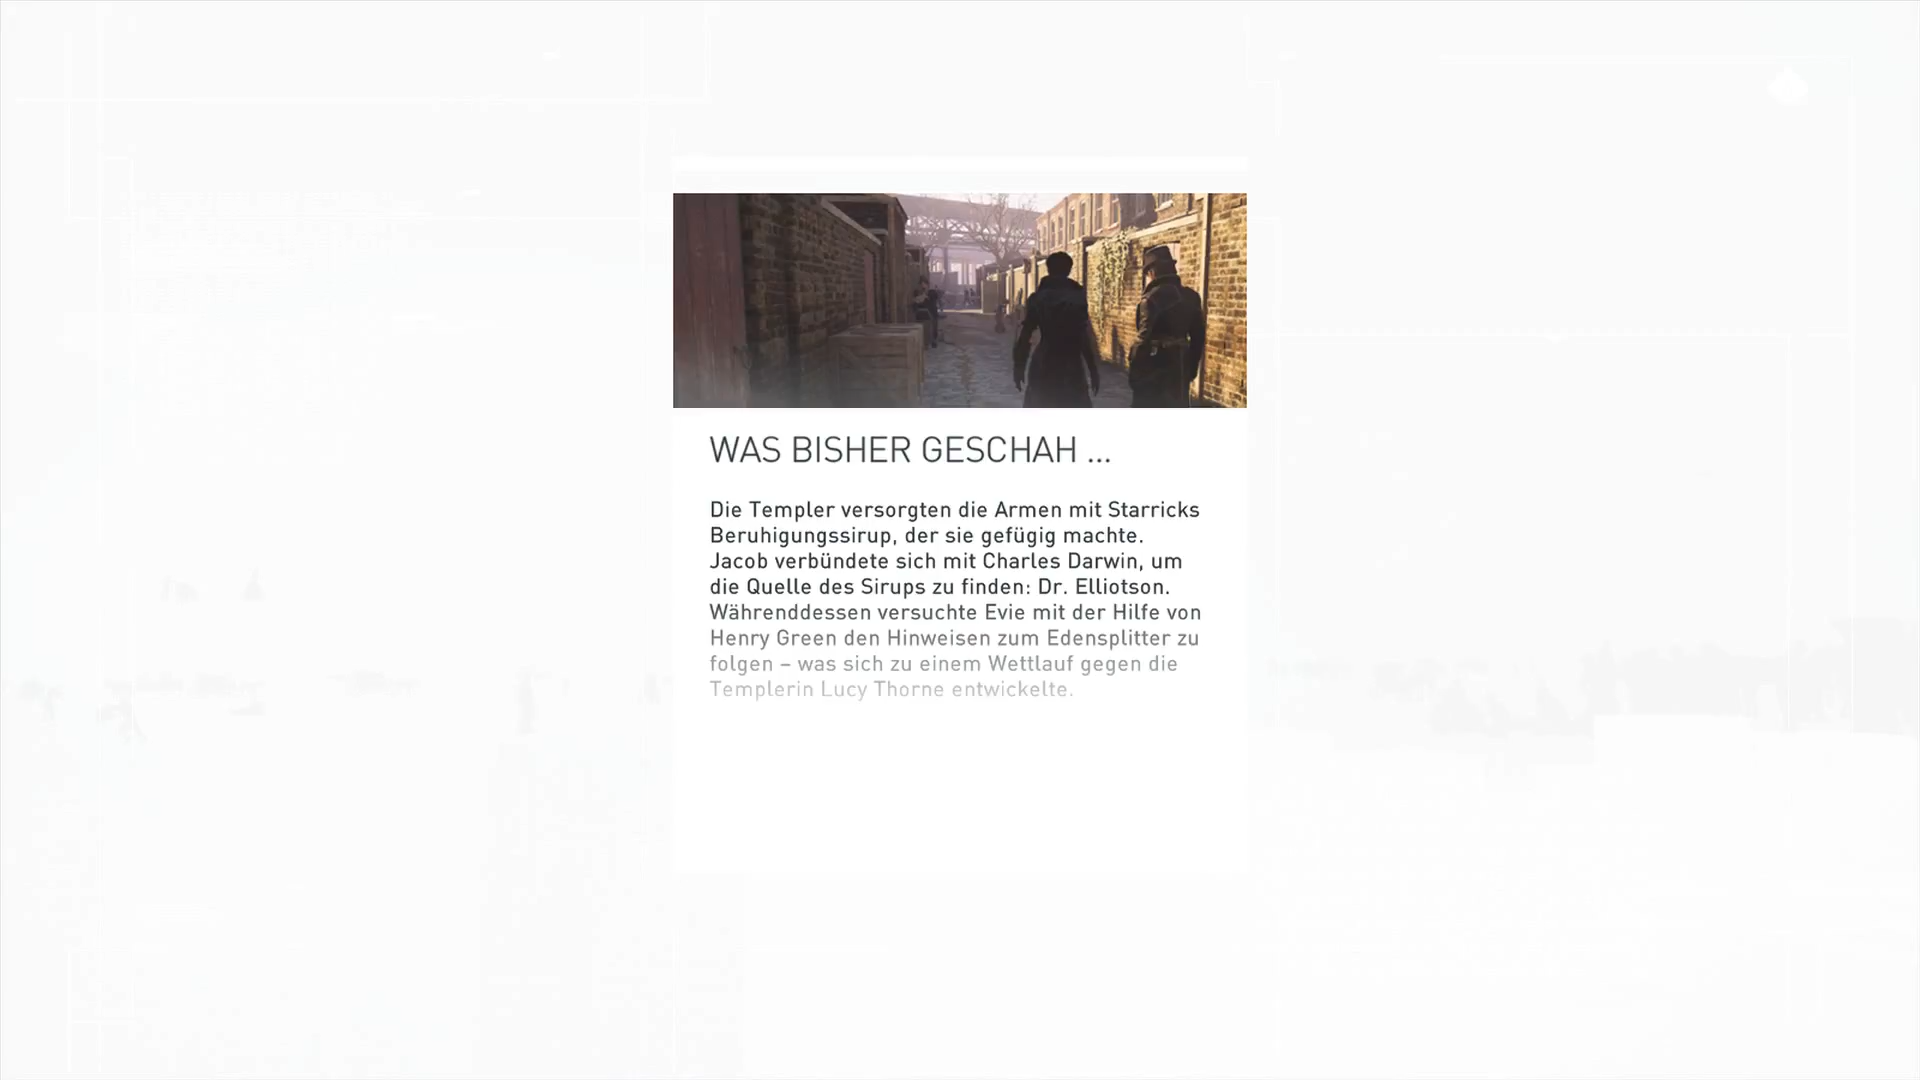 WAS BISHER GESCHAH ...
Die Templer versorgten die Armen mit Starricks
Beruhigungssirup, der sie gefügig machte.
Jacob verbündete sich mit Charles Darwin, um
die Quelle des Sirups zu finden: Dr. Elliotson.
Währenddessen versuchte Evie mit der Hilfe von
Henry Green den Hinweisen zum Edensplitter zu
folgen – was sich zu einem Wettlauf gegen die
Templerin Lucy Thorne entwickelte.